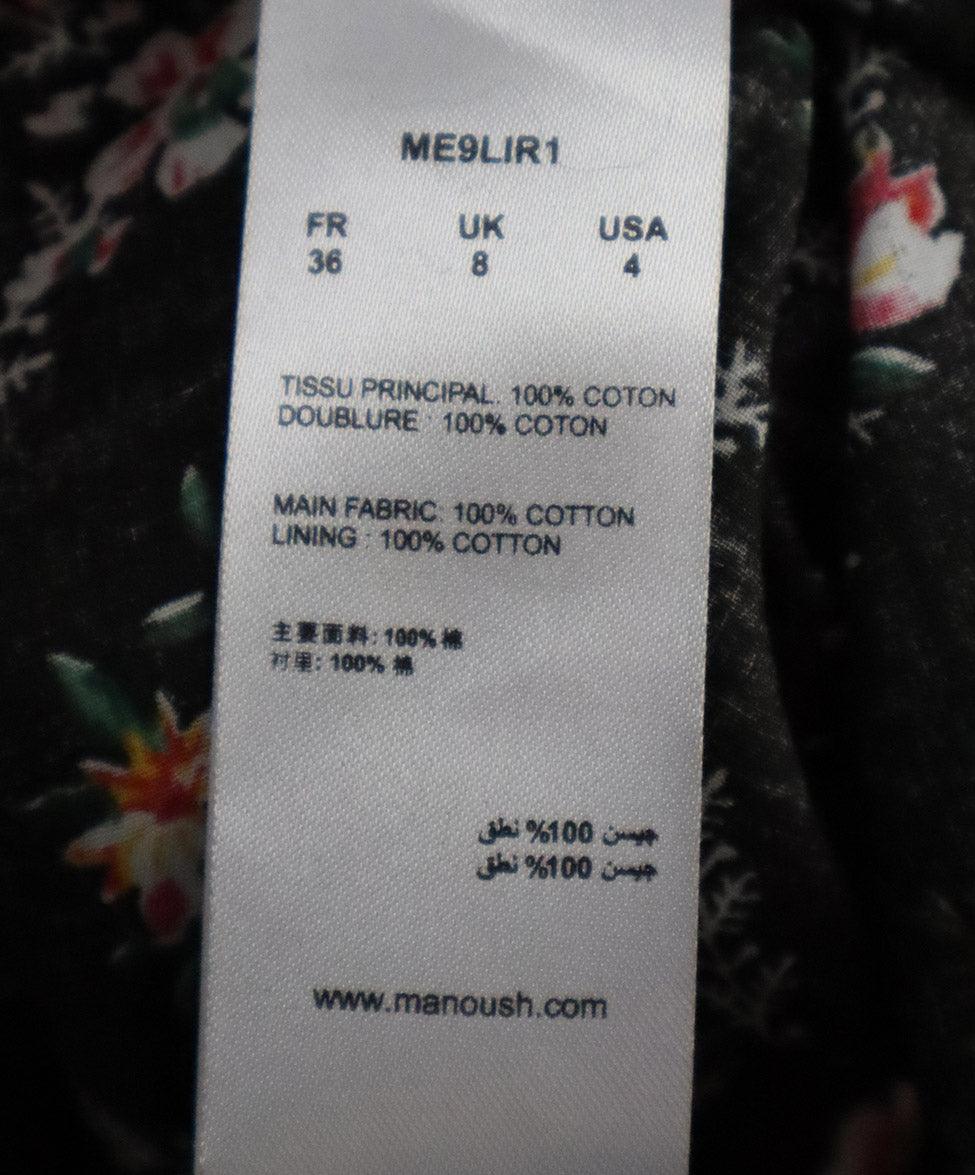 ME9LIR1
FR UK USA
36 8 4
TISSU PRINCIPAL: 100% COTON
DOUBLURE : 100% COTON
MAIN FABRIC: 100% COTTON
LINING : 100% COTTON
主要面料: 100% 棉
衬里: 100% 棉
جيسن 100% نطق
جيسن 100% نطق
www.manoush.com